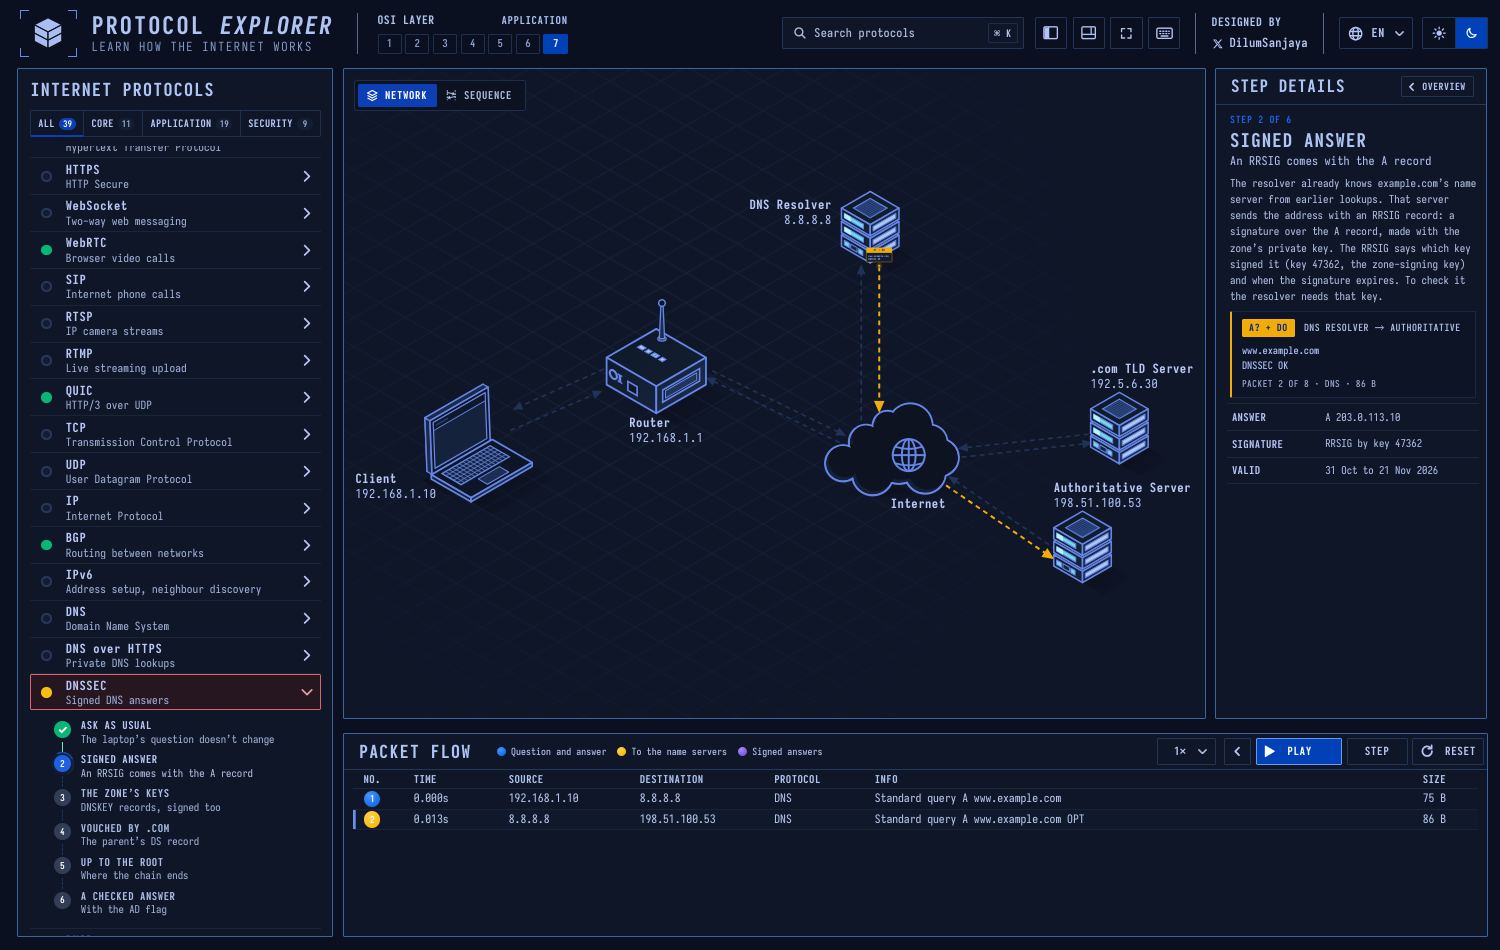 PROTOCOL EXPLORER
LEARN HOW THE INTERNET WORKS
OSI LAYER APPLICATION
1 2 3 4 5 6 7
Search protocols ⌘ K
DESIGNED BY
DilumSanjaya
EN
INTERNET PROTOCOLS
ALL 39 CORE 11 APPLICATION 19 SECURITY 9
Hypertext Transfer Protocol
HTTPS
HTTP Secure
WebSocket
Two-way web messaging
WebRTC
Browser video calls
SIP
Internet phone calls
RTSP
IP camera streams
RTMP
Live streaming upload
QUIC
HTTP/3 over UDP
TCP
Transmission Control Protocol
UDP
User Datagram Protocol
IP
Internet Protocol
BGP
Routing between networks
IPv6
Address setup, neighbour discovery
DNS
Domain Name System
DNS over HTTPS
Private DNS lookups
DNSSEC
Signed DNS answers
ASK AS USUAL
The laptop's question doesn't change
2 SIGNED ANSWER
An RRSIG comes with the A record
3 THE ZONE'S KEYS
DNSKEY records, signed too
4 VOUCHED BY .COM
The parent's DS record
5 UP TO THE ROOT
Where the chain ends
6 A CHECKED ANSWER
With the AD flag
NETWORK SEQUENCE
DNS Resolver
8.8.8.8
Router
192.168.1.1
Client
192.168.1.10
Internet
.com TLD Server
192.5.6.30
Authoritative Server
198.51.100.53
STEP DETAILS
OVERVIEW
STEP 2 OF 6
SIGNED ANSWER
An RRSIG comes with the A record
The resolver already knows example.com's name
server from earlier lookups. That server
sends the address with an RRSIG record: a
signature over the A record, made with the
zone's private key. The RRSIG says which key
signed it (key 47362, the zone-signing key)
and when the signature expires. To check it
the resolver needs that key.
A? + DO DNS RESOLVER → AUTHORITATIVE
www.example.com
DNSSEC OK
PACKET 2 OF 8 · DNS · 86 B
ANSWER A 203.0.113.10
SIGNATURE RRSIG by key 47362
VALID 31 Oct to 21 Nov 2026
PACKET FLOW
Question and answer To the name servers Signed answers
1× PLAY STEP RESET
NO. TIME SOURCE DESTINATION PROTOCOL INFO SIZE
1 0.000s 192.168.1.10 8.8.8.8 DNS Standard query A www.example.com 75 B
2 0.013s 8.8.8.8 198.51.100.53 DNS Standard query A www.example.com OPT 86 B